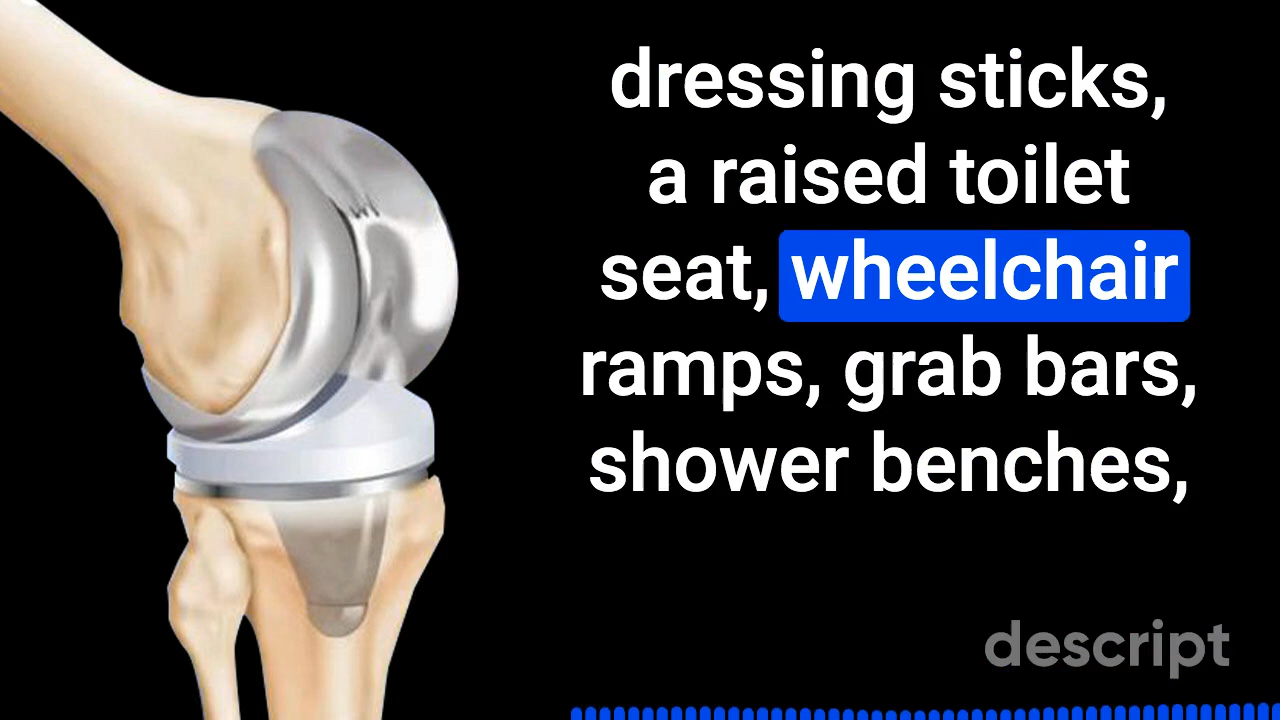 dressing sticks,
a raised toilet
seat, wheelchair
ramps, grab bars,
shower benches,
descript